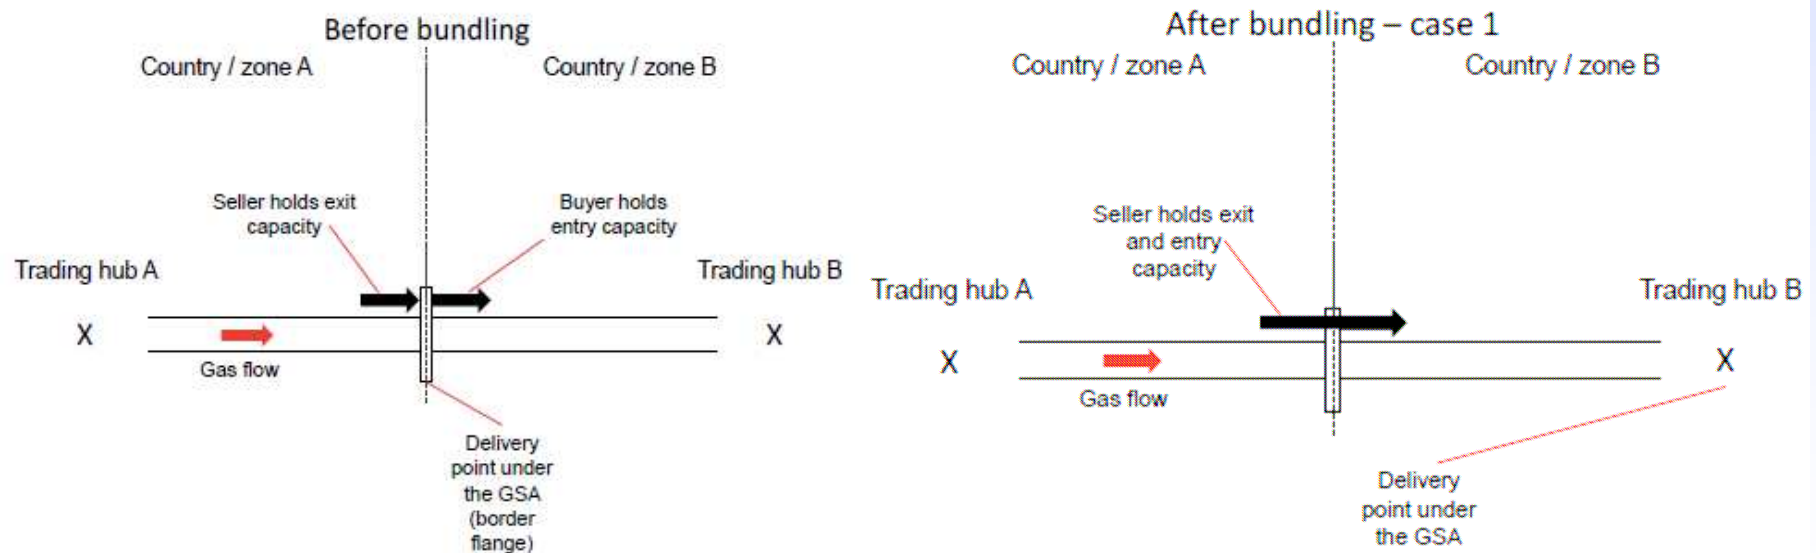 Before bundling
Country / zone A
Country / zone B
Seller holds exit
capacity
Buyer holds
entry capacity
Trading hub A
Trading hub B
X
X
Gas flow
Delivery
point under
the GSA
(border
flange)
After bundling – case 1
Country / zone A
Country / zone B
Seller holds exit
and entry
capacity
Trading hub A
Trading hub B
X
X
Gas flow
Delivery
point under
the GSA